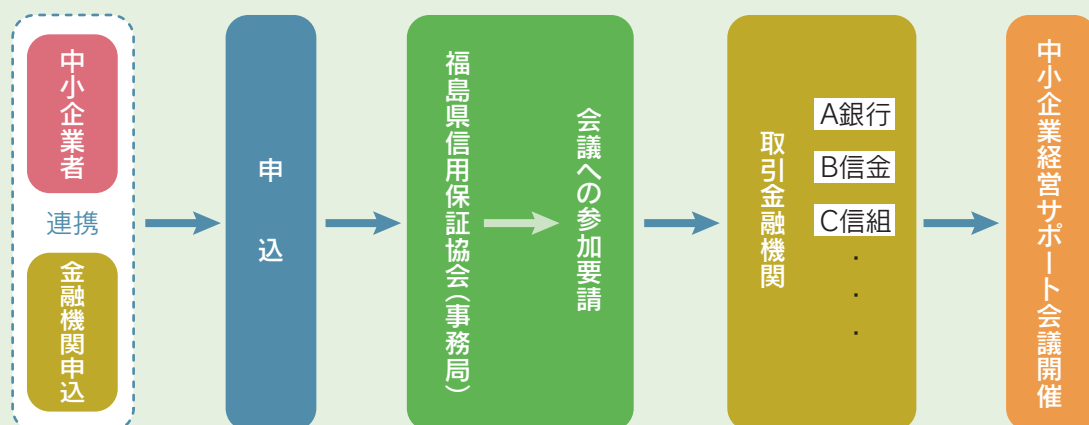 中小企業者
連携
金融機関申込
申込
福島県信用保証協会（事務局）
会議への参加要請
取引金融機関
A銀行
B信金
C信組
・
・
・
中小企業経営サポート会議開催